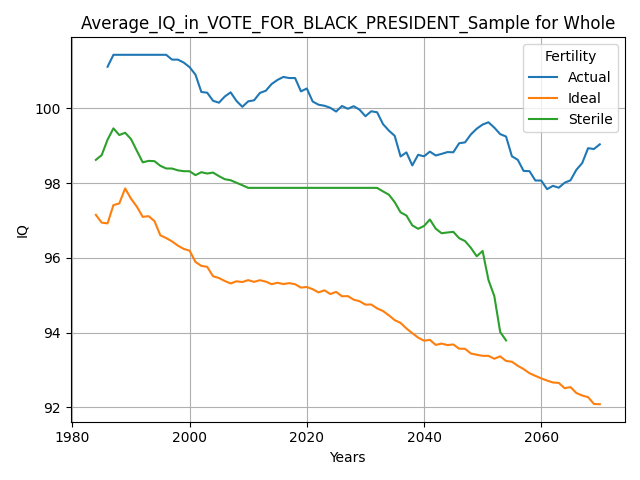 Average_IQ_in_VOTE_FOR_BLACK_PRESIDENT_Sample for Whole
Fertility
Actual
Ideal
Sterile
IQ
100
98
96
94
92
1980
2000
2020
2040
2060
Years